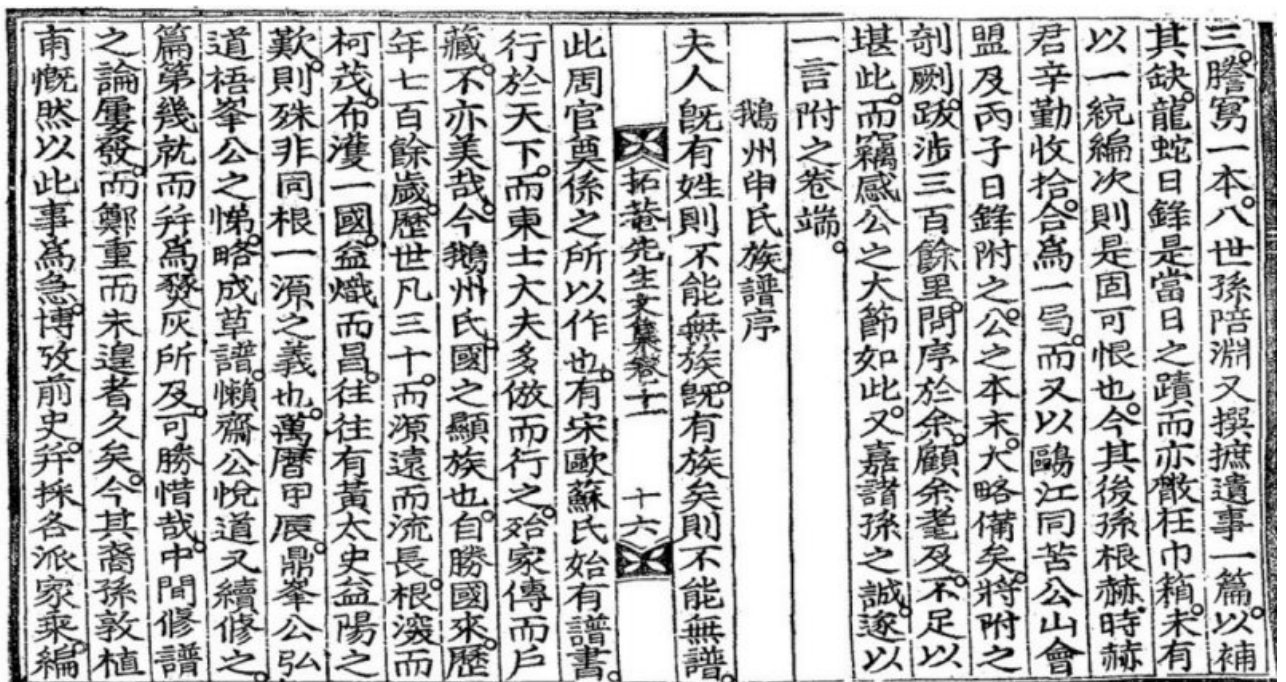 三。謄寫一本。八世孫陪淵又撰摭遺事一篇。以補
其缺。龍蛇日錄是當日之蹟而亦散在巾箱。未有
以一統編次則是固可恨也。今其後孫根赫時赫
君辛勤收拾。合爲一局。而又以鷗江同苦公山會
盟及丙子日錄附之。公之本末。大略備矣。將附之
剞劂。跋涉三百餘里。問序於余。顧余耄及。不足以
堪此。而竊感公之大節如此。又嘉諸孫之誠。遂以
一言附之卷端。
鵝州申氏族譜序
夫人旣有姓則不能無族。旣有族矣則不能無譜。
拓菴先生文集卷之 十六
此周官奠係之所以作也。有宋歐蘇氏始有譜書。
行於天下。而東士大夫多倣而行之。殆家傳而戶
藏。不亦美哉。今鵝州氏。國之顯族也。自勝國來。歷
年七百餘歲。歷世凡三十。而源遠而流長。根深而
柯茂。布濩一國。益熾而昌。往往有黃太史益陽之
歎。則殊非同根一源之義也。萬曆甲辰。鼎峯公弘
道梧峯公之悌。略成草譜。懶齋公悅道又續修之。
篇第幾就而幷爲燹灰所及。可勝惜哉。中間修譜
之論屢發。而鄭重而未遑者久矣。今其裔孫敦植
甫慨然以此事爲急。博攷前史。幷採各派家乘。編